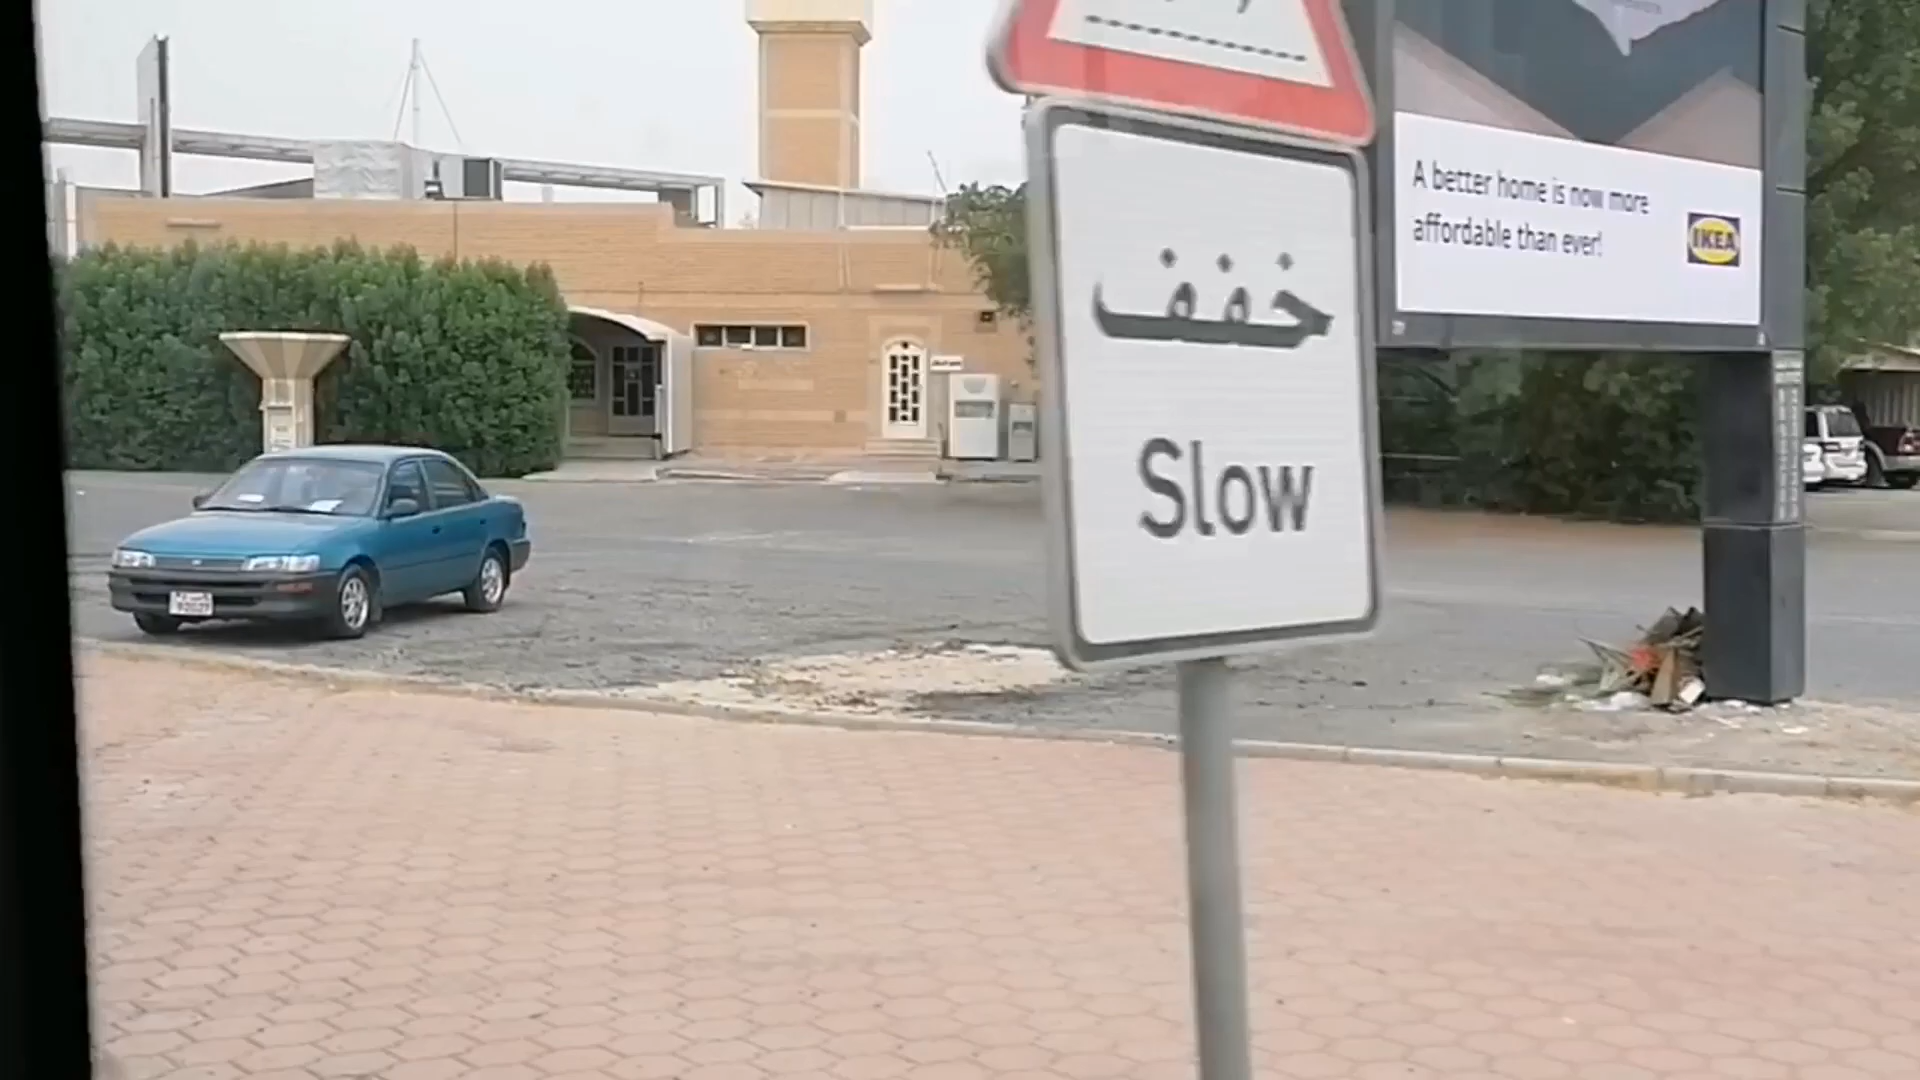 خفف
Slow
A better home is now more
affordable than ever!
IKEA